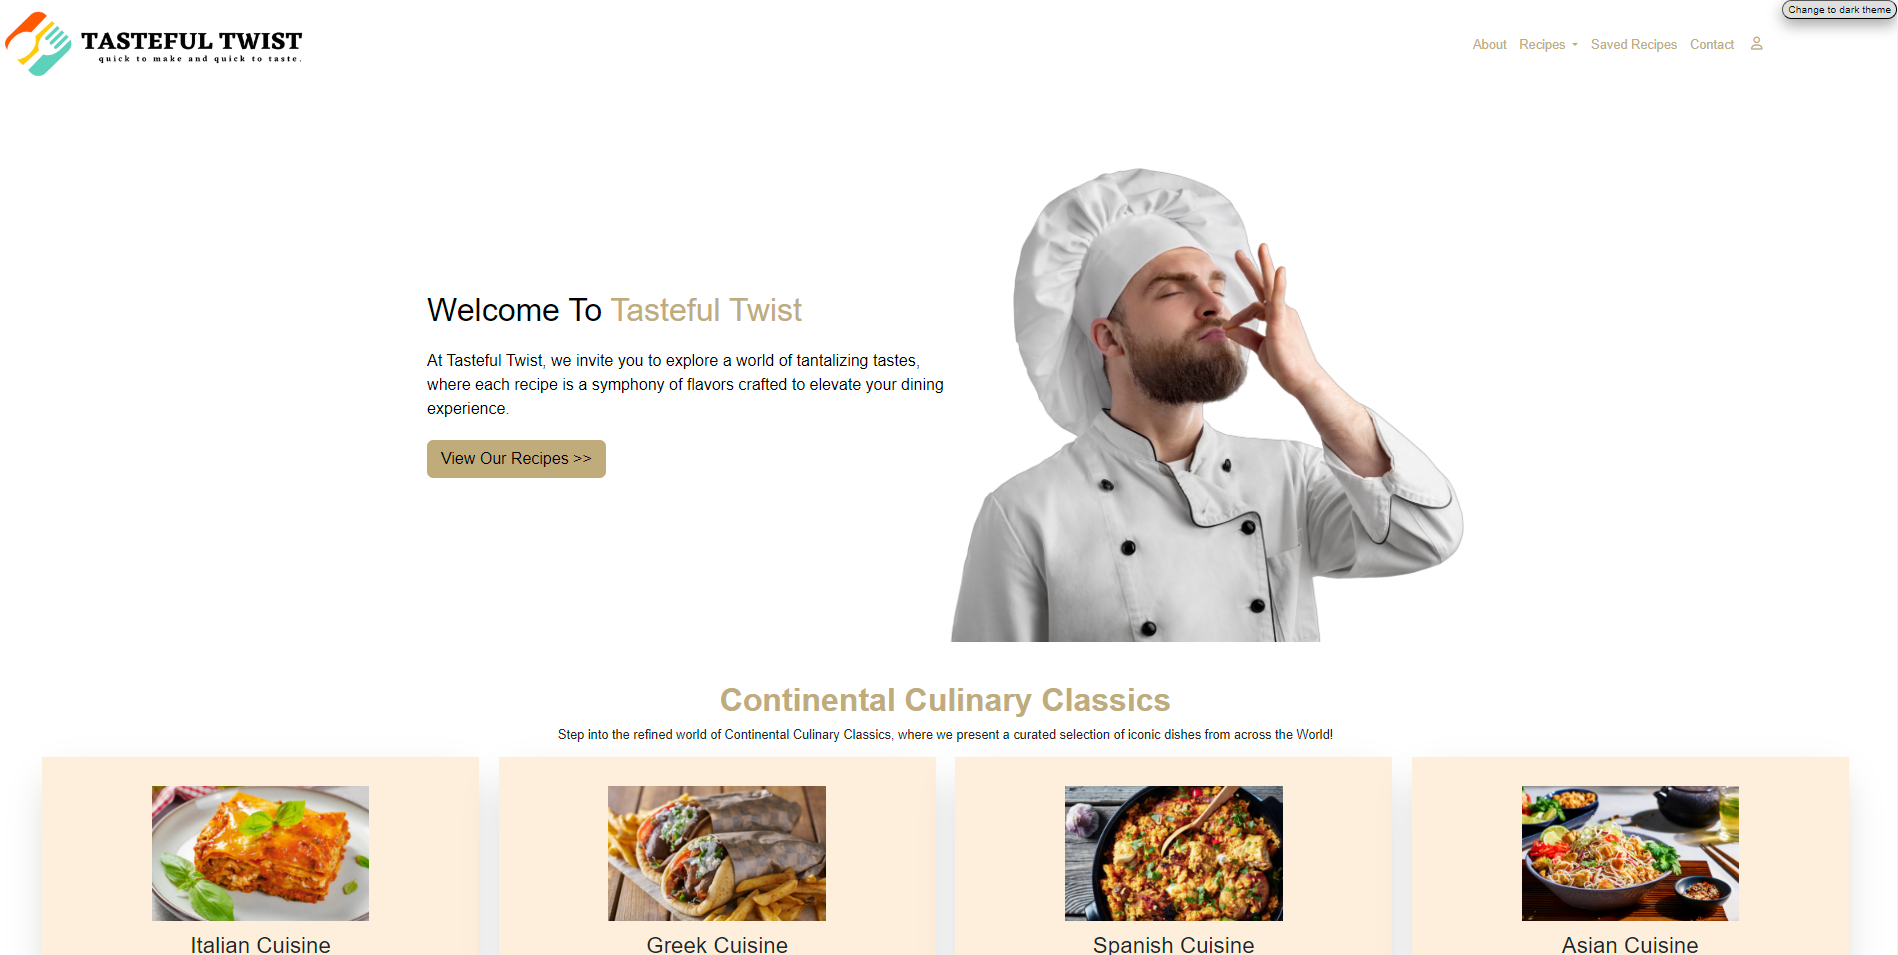 TASTEFUL TWIST
quick to make and quick to taste.
About Recipes Saved Recipes Contact
Change to dark theme
Welcome To Tasteful Twist
At Tasteful Twist, we invite you to explore a world of tantalizing tastes,
where each recipe is a symphony of flavors crafted to elevate your dining
experience.
View Our Recipes >>
Continental Culinary Classics
Step into the refined world of Continental Culinary Classics, where we present a curated selection of iconic dishes from across the World!
Italian Cuisine
Greek Cuisine
Spanish Cuisine
Asian Cuisine